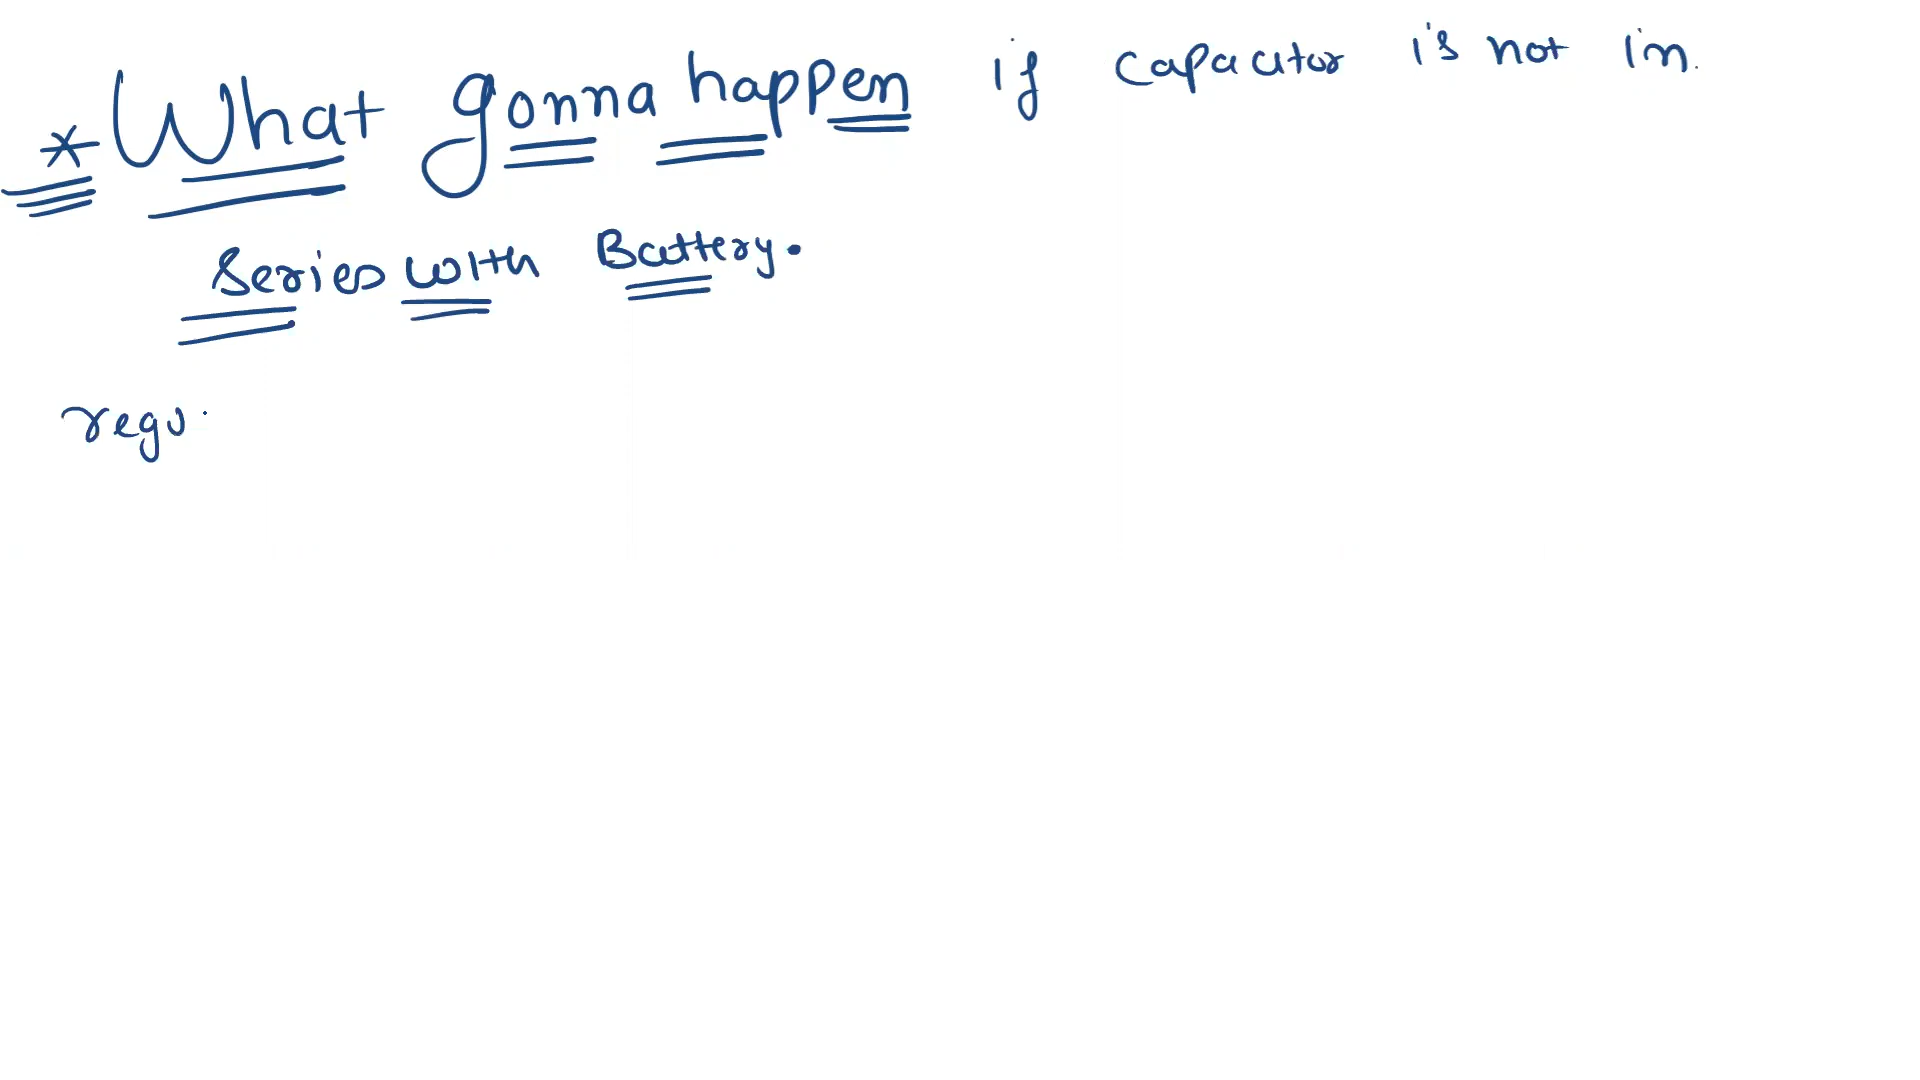 * What gonna happen if capacitor is not in
Series with Battery.
regu